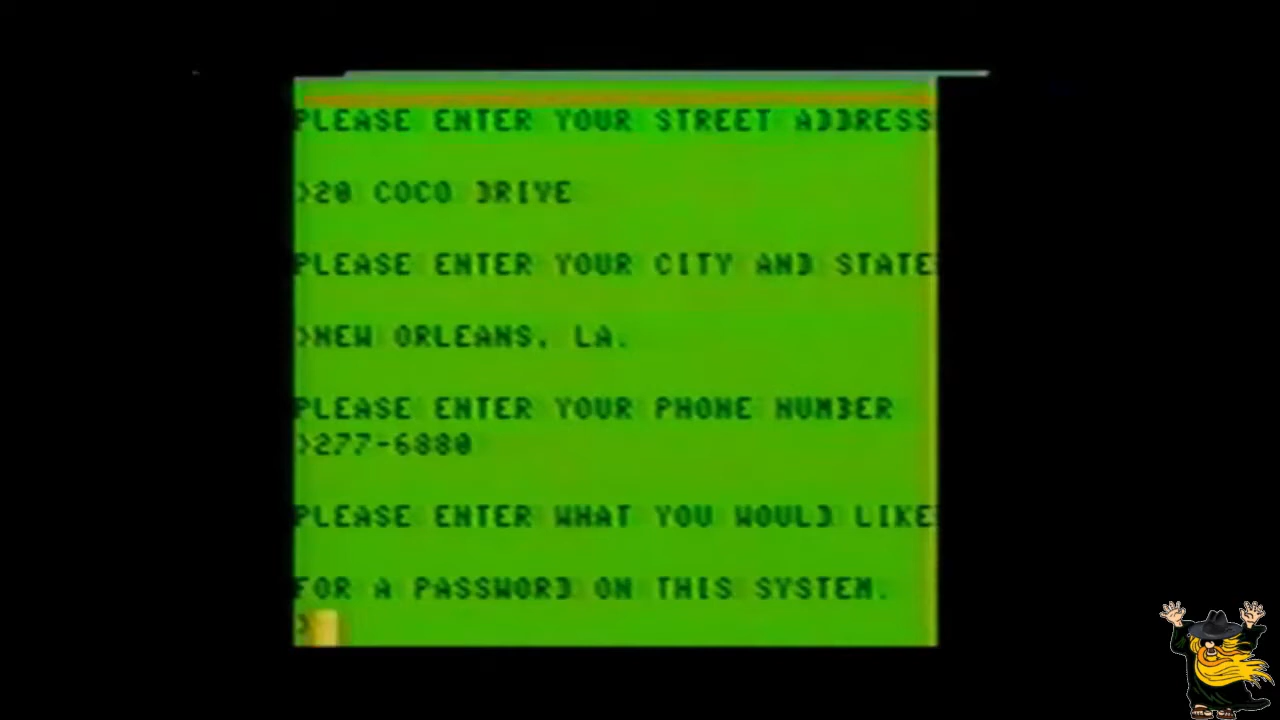 PLEASE ENTER YOUR STREET ADDRESS
>20 COCO DRIVE
PLEASE ENTER YOUR CITY AND STATE
>NEW ORLEANS, LA.
PLEASE ENTER YOUR PHONE NUMBER
>277-6880
PLEASE ENTER WHAT YOU WOULD LIKE
FOR A PASSWORD ON THIS SYSTEM.
>